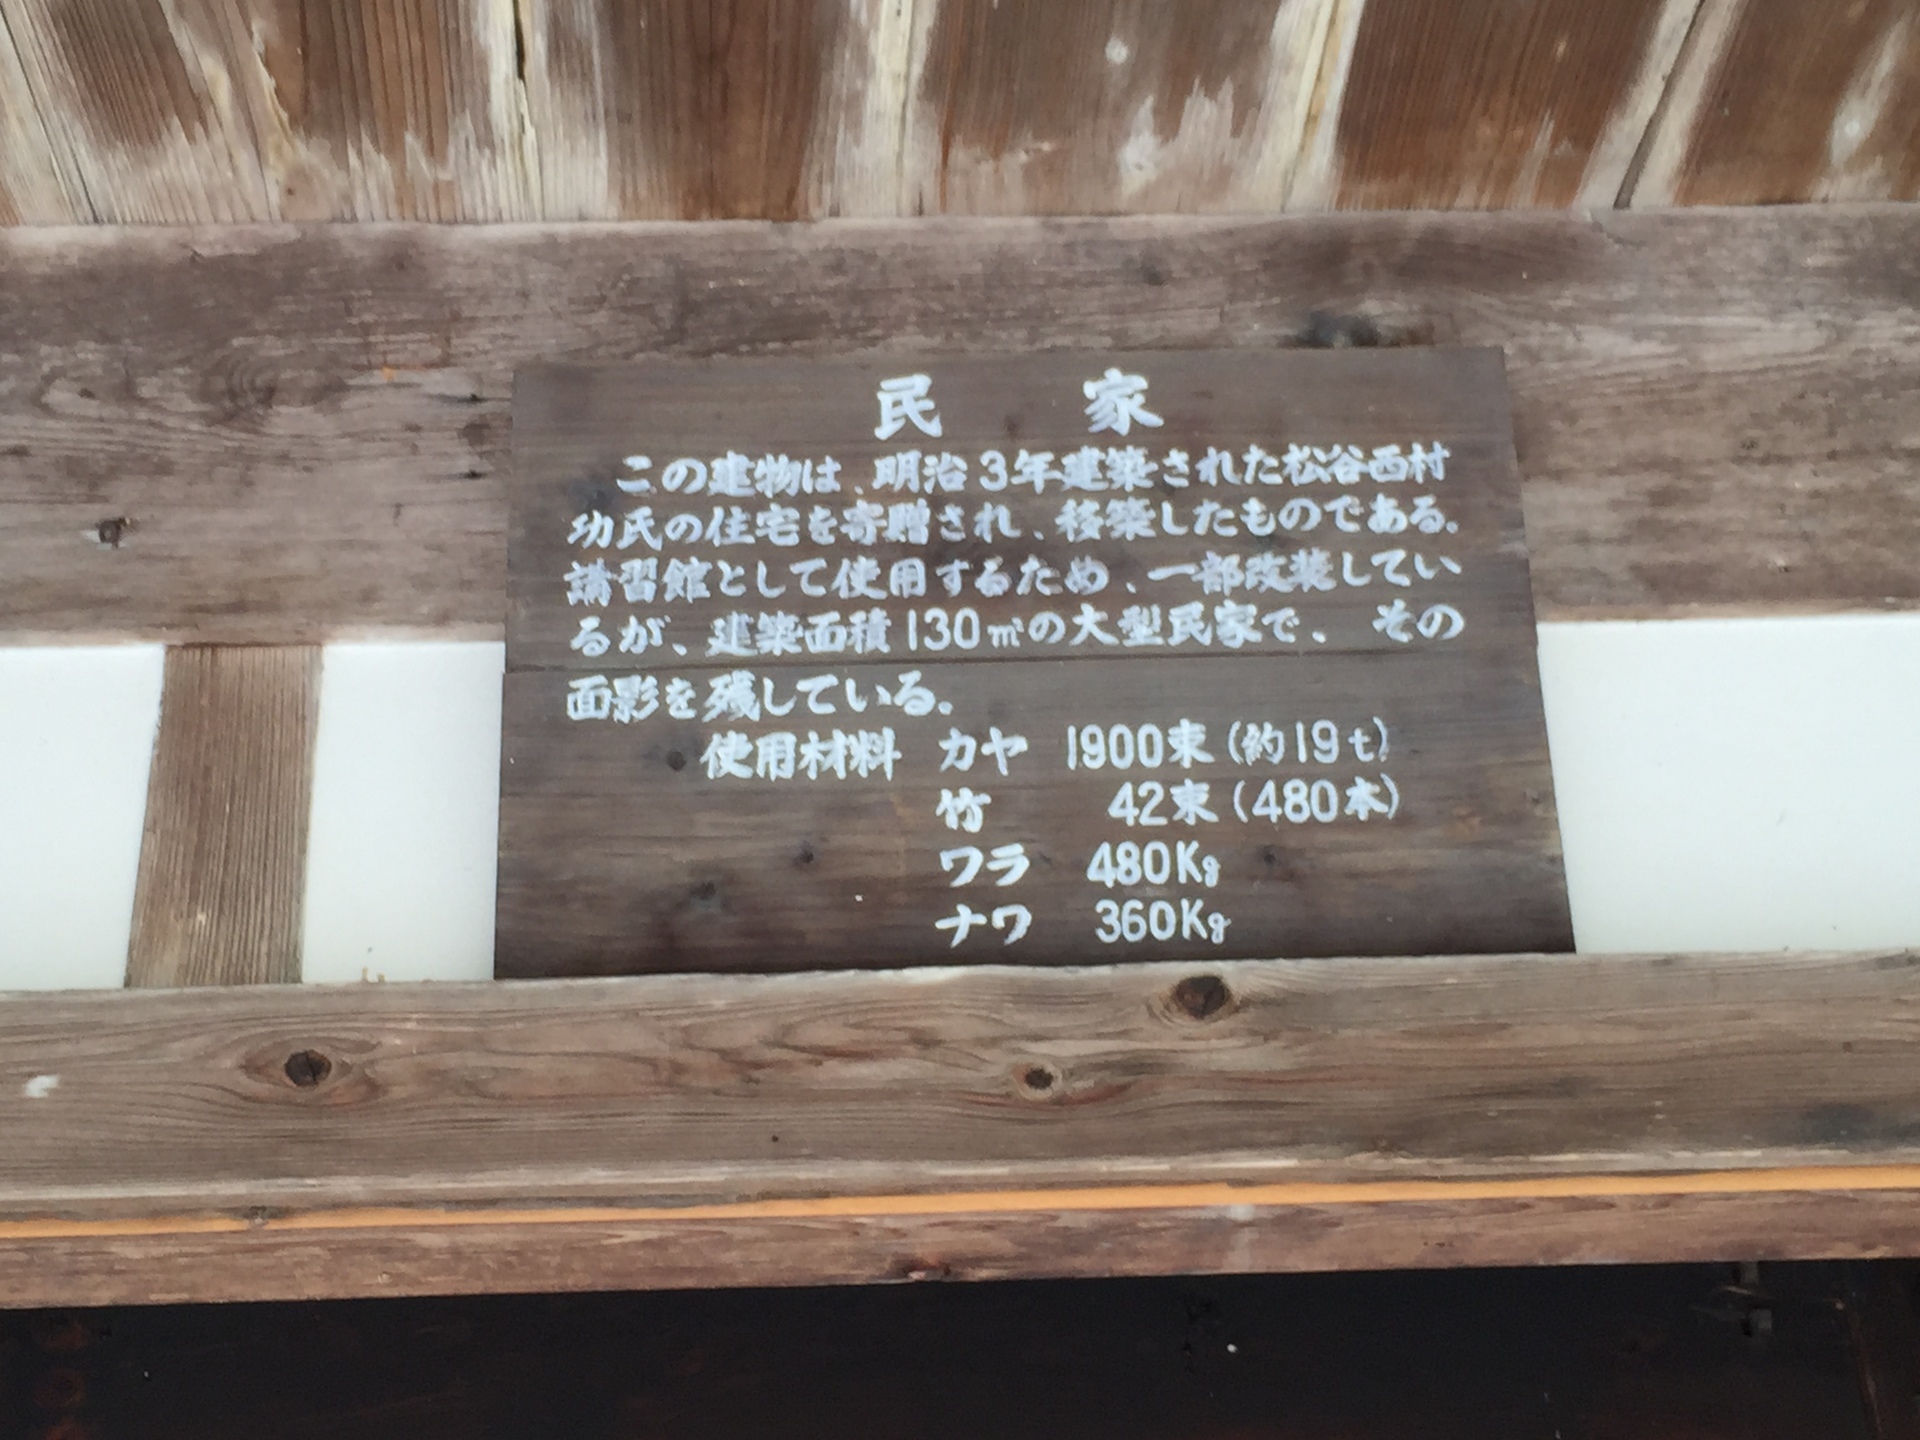 民 家
この建物は、明治3年建築された松谷西村
功氏の住宅を寄贈され、移築したものである。
講習館として使用するため、一部改装してい
るが、建築面積130㎡の大型民家で、その
面影を残している。
使用材料 カヤ 1900束(約19t)
竹 42束(480本)
ワラ 480Kg
ナワ 360Kg